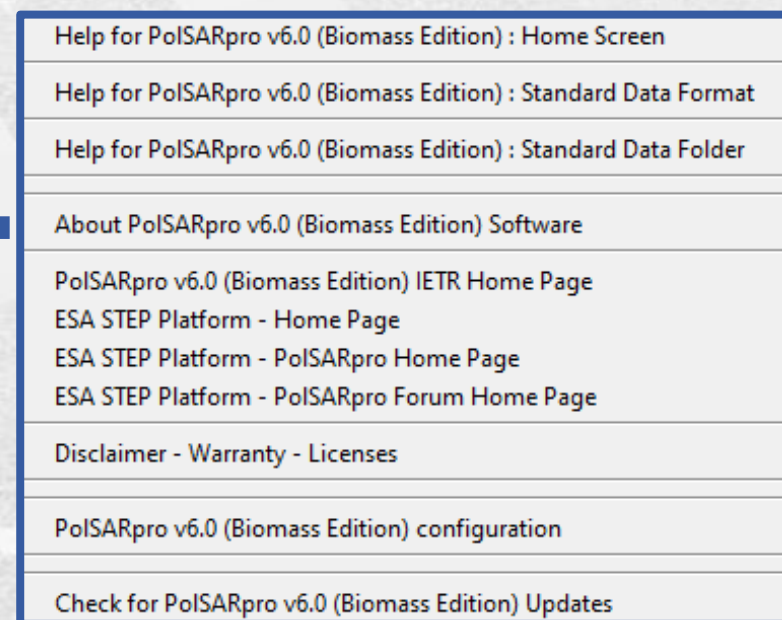 Help for PolSARpro v6.0 (Biomass Edition) : Home Screen
Help for PolSARpro v6.0 (Biomass Edition) : Standard Data Format
Help for PolSARpro v6.0 (Biomass Edition) : Standard Data Folder
About PolSARpro v6.0 (Biomass Edition) Software
PolSARpro v6.0 (Biomass Edition) IETR Home Page
ESA STEP Platform - Home Page
ESA STEP Platform - PolSARpro Home Page
ESA STEP Platform - PolSARpro Forum Home Page
Disclaimer - Warranty - Licenses
PolSARpro v6.0 (Biomass Edition) configuration
Check for PolSARpro v6.0 (Biomass Edition) Updates